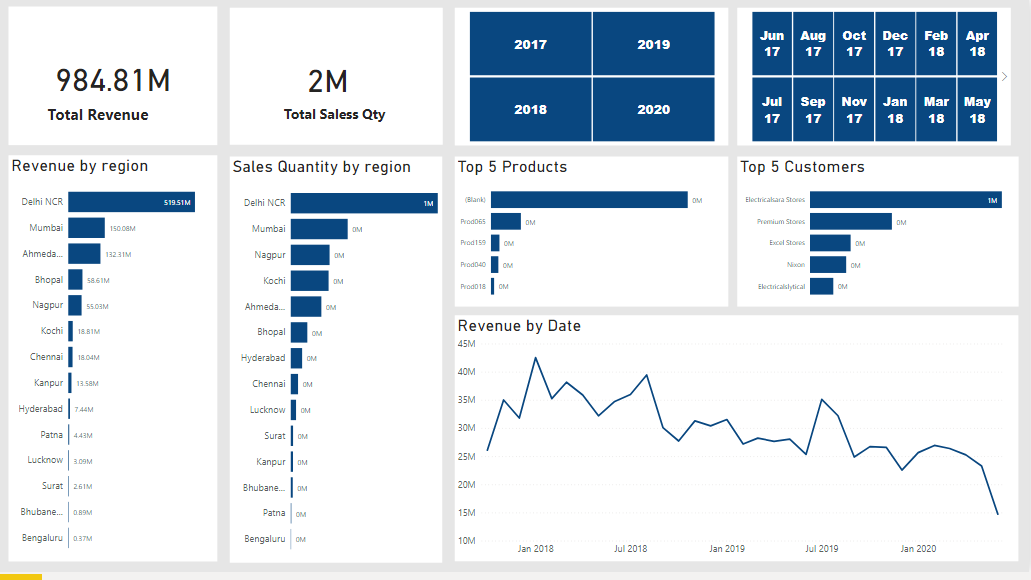 984.81M
Total Revenue
2M
Total Saless Qty
2017
2019
2018
2020
Jun 17
Aug 17
Oct 17
Dec 17
Feb 18
Apr 18
Jul 17
Sep 17
Nov 17
Jan 18
Mar 18
May 18
Revenue by region
Delhi NCR 519.51M
Mumbai 150.08M
Ahmeda... 132.31M
Bhopal 58.61M
Nagpur 55.03M
Kochi 18.81M
Chennai 18.04M
Kanpur 13.58M
Hyderabad 7.44M
Patna 4.43M
Lucknow 3.09M
Surat 2.61M
Bhubane... 0.89M
Bengaluru 0.37M
Sales Quantity by region
Delhi NCR 1M
Mumbai 0M
Nagpur 0M
Kochi 0M
Ahmeda... 0M
Bhopal 0M
Hyderabad 0M
Chennai 0M
Lucknow 0M
Surat 0M
Kanpur 0M
Bhubane... 0M
Patna 0M
Bengaluru 0M
Top 5 Products
(Blank) 0M
Prod065 0M
Prod159 0M
Prod040 0M
Prod018 0M
Top 5 Customers
Electricalsara Stores 1M
Premium Stores 0M
Excel Stores 0M
Nixon 0M
Electricalslytical 0M
Revenue by Date
45M
40M
35M
30M
25M
20M
15M
10M
Jan 2018 Jul 2018 Jan 2019 Jul 2019 Jan 2020